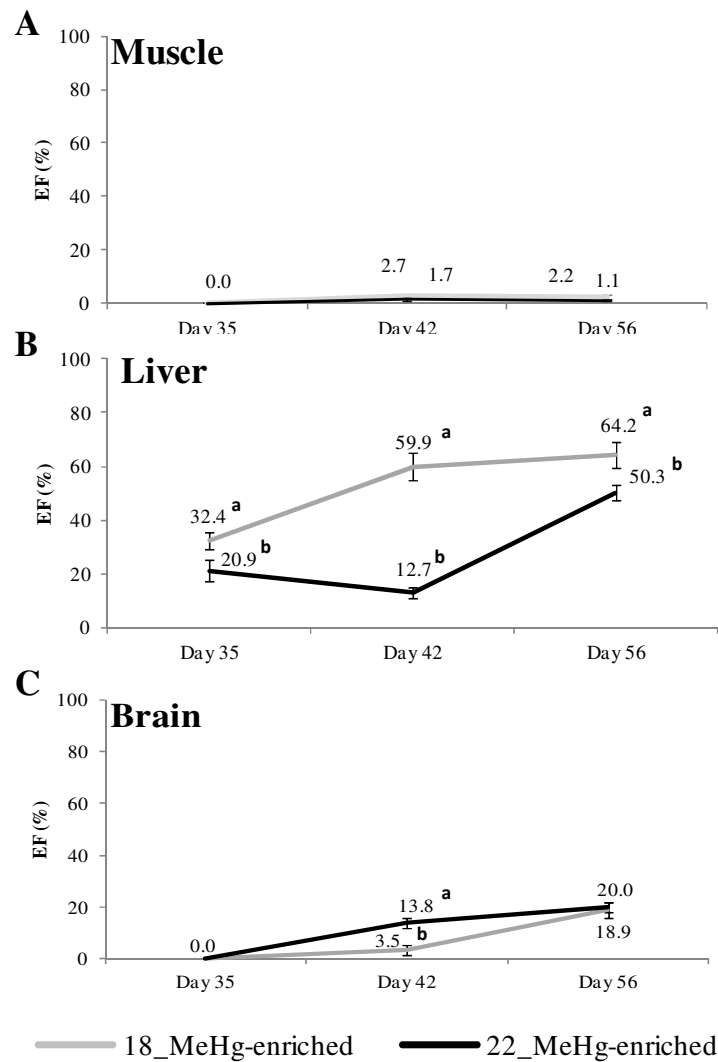 A
Muscle
EF (%)
100
80
60
40
20
0
0.0
2.7
1.7
2.2
1.1
Day 35
Day 42
Day 56
B
Liver
EF (%)
100
80
60
40
20
0
32.4 a
20.9 b
59.9 a
12.7 b
64.2 a
50.3 b
Day 35
Day 42
Day 56
C
Brain
EF (%)
100
80
60
40
20
0
0.0
13.8 a
3.5 b
20.0
18.9
Day 35
Day 42
Day 56
18_MeHg-enriched 22_MeHg-enriched